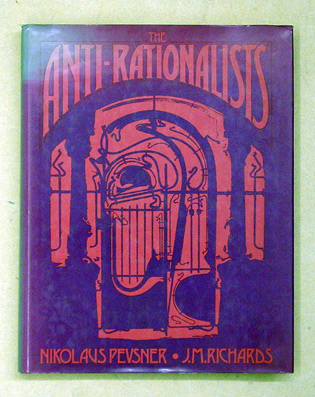 THE
ANTI-RATIONALISTS
NIKOLAUS PEVSNER • J.M.RICHARDS